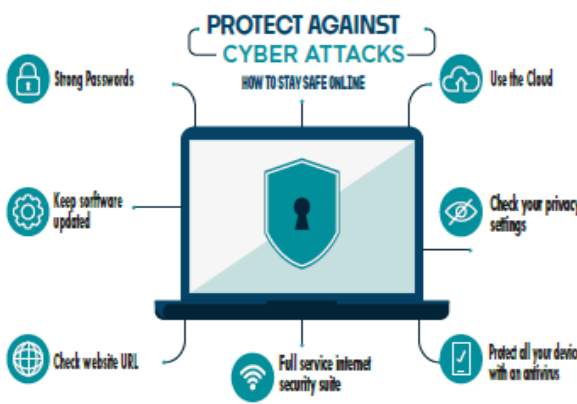 PROTECT AGAINST
CYBER ATTACKS
HOW TO STAY SAFE ONLINE
Strong Passwords
Use the Cloud
Keep software
updated
Check your privacy
settings
Check website URL
Full service internet
security suite
Protect all your devic
with an antivirus